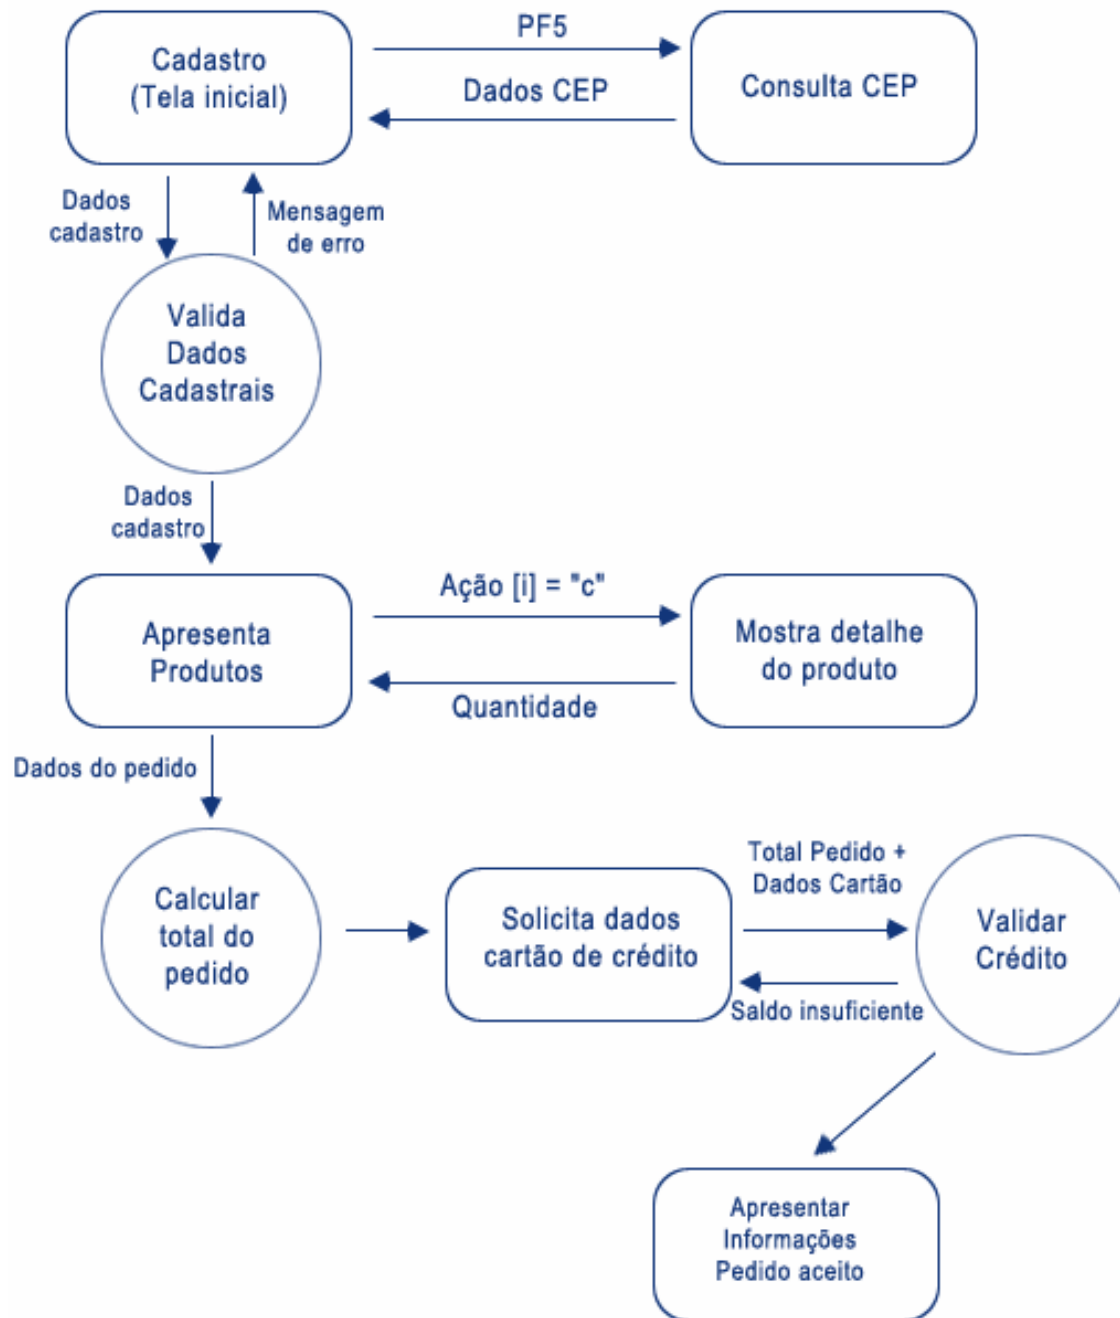 PF5
Cadastro
(Tela inicial)
Dados CEP
Consulta CEP
Dados
cadastro
Mensagem
de erro
Valida
Dados
Cadastrais
Dados
cadastro
Ação [i] = "c"
Apresenta
Produtos
Mostra detalhe
do produto
Quantidade
Dados do pedido
Calcular
total do
pedido
Solicita dados
cartão de crédito
Total Pedido +
Dados Cartão
Validar
Crédito
Saldo insuficiente
Apresentar
Informações
Pedido aceito